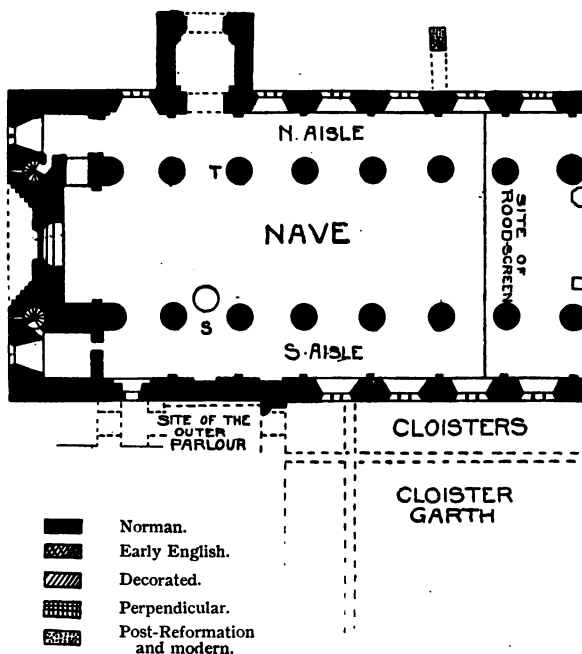 N. AISLE
T
NAVE
SITE OF
ROOD-SCREEN
S
S. AISLE
SITE OF THE
OUTER
PARLOUR
CLOISTERS
CLOISTER
GARTH
Norman.
Early English.
Decorated.
Perpendicular.
Post-Reformation
and modern.